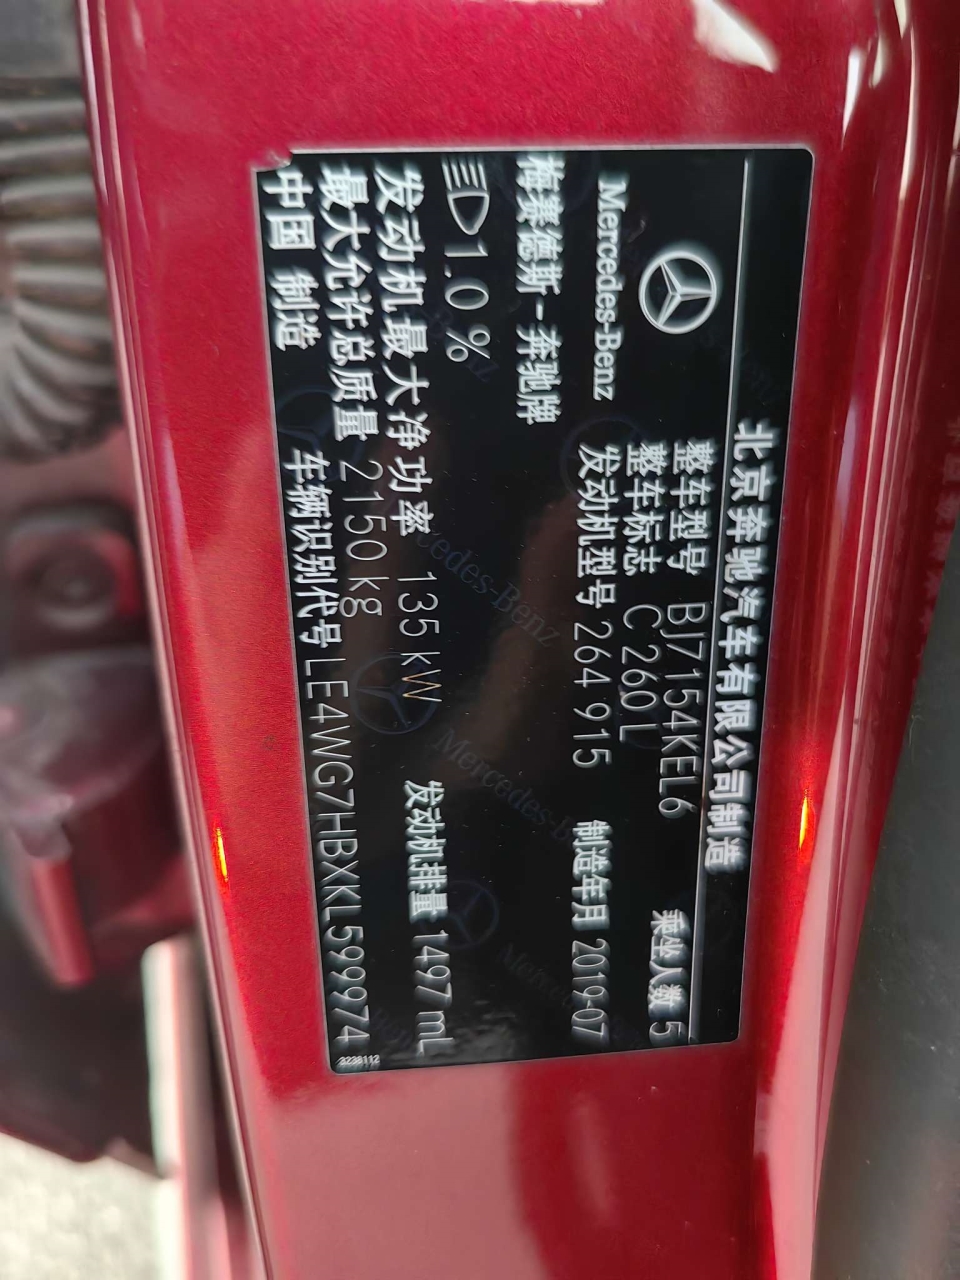 北京奔驰汽车有限公司制造
Mercedes-Benz
整车型号 BJ7154KEL6
乘坐人数 5
整车标志 C 260 L
梅赛德斯-奔驰牌
发动机型号 264 915
制造年月 2019-07
1.0 %
发动机最大净功率 135 kW
发动机排量 1497 mL
最大允许总质量 2150 kg
中国 制造
车辆识别代号 LE4WG7HBXKL599974
3238112